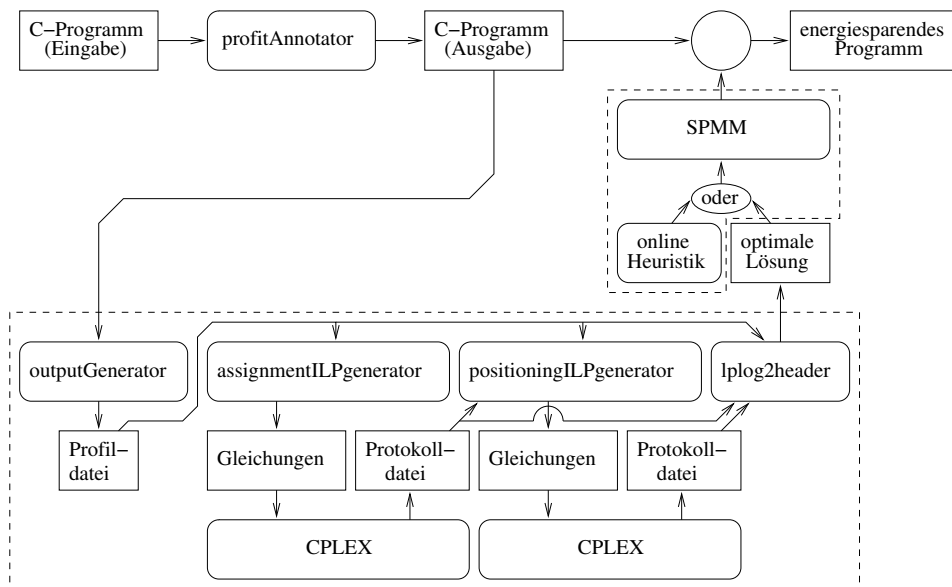 C−Programm
(Eingabe)
profitAnnotator
C−Programm
(Ausgabe)
energiesparendes
Programm
SPMM
oder
online
Heuristik
optimale
Lösung
outputGenerator
assignmentILPgenerator
positioningILPgenerator
lplog2header
Profil−
datei
Gleichungen
Protokoll−
datei
Gleichungen
Protokoll−
datei
CPLEX
CPLEX